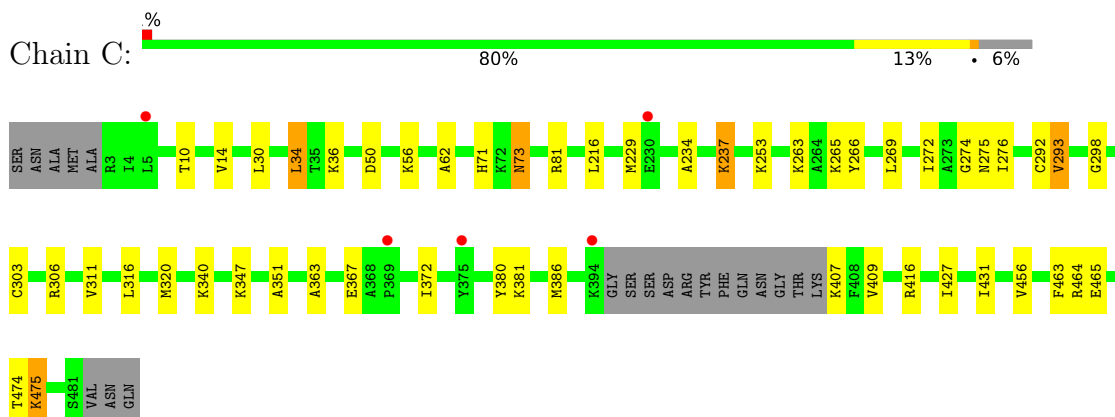 .%
Chain C:
80% 13% • 6%
SER ASN ALA MET ALA R3 I4 L5 T10 V14 L30 L34 T35 K36 D50 K56 A62 H71 K72 N73 R81 L216 M229 E230 A234 K237 K253 K263 A264 K265 Y266 L269 I272 A273 G274 N275 I276 C292 V293 G298
C303 R306 V311 L316 M320 K340 K347 A351 A363 E367 A368 P369 I372 Y375 Y380 K381 M386 K394 GLY SER SER ASP ARG TYR PHE GLN ASN GLY THR LYS K407 F408 V409 R416 I427 I431 V456 F463 R464 E465
T474 K475 S481 VAL ASN GLN